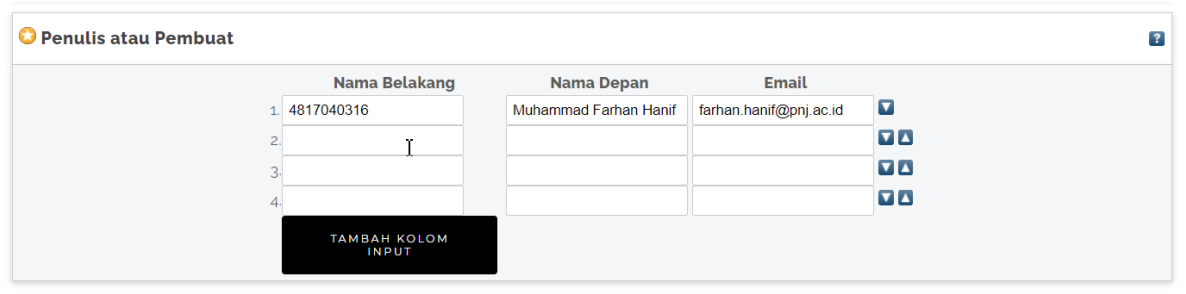 Penulis atau Pembuat ?
Nama Belakang Nama Depan Email
1. 4817040316 Muhammad Farhan Hanif farhan.hanif@pnj.ac.id
2.
3.
4.
TAMBAH KOLOM
INPUT